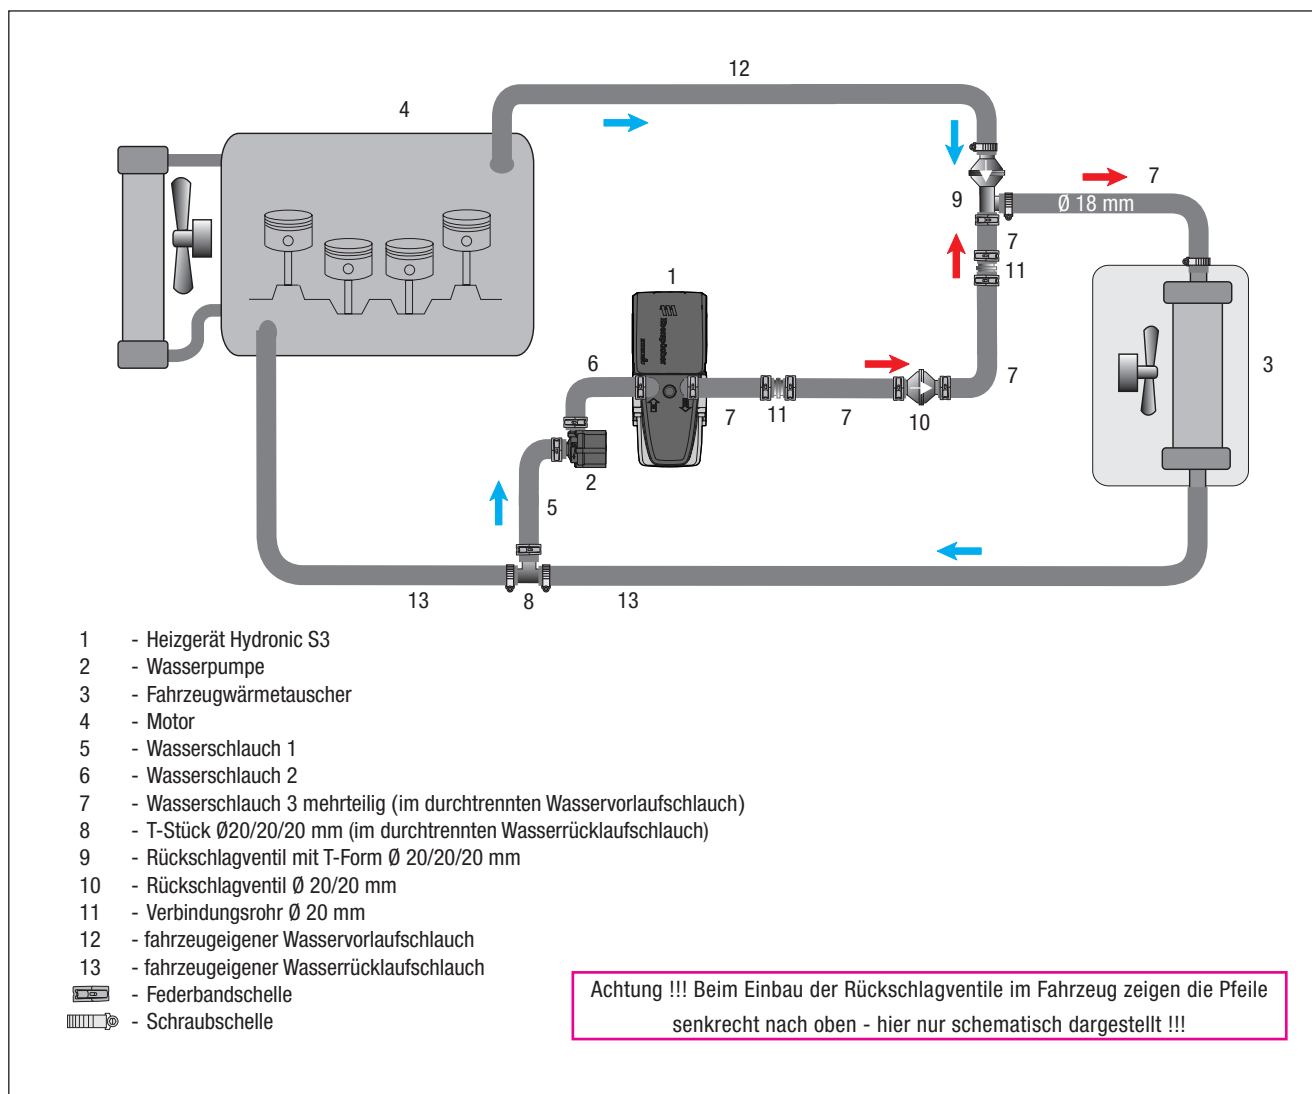 12
4
7
9
Ø 18 mm
7
11
1
3
6
7
7
11
7
10
2
5
13
8
13
1 - Heizgerät Hydronic S3
2 - Wasserpumpe
3 - Fahrzeugwärmetauscher
4 - Motor
5 - Wasserschlauch 1
6 - Wasserschlauch 2
7 - Wasserschlauch 3 mehrteilig (im durchtrennten Wasservorlaufschlauch)
8 - T-Stück Ø20/20/20 mm (im durchtrennten Wasserrücklaufschlauch)
9 - Rückschlagventil mit T-Form Ø 20/20/20 mm
10 - Rückschlagventil Ø 20/20 mm
11 - Verbindungsrohr Ø 20 mm
12 - fahrzeugeigener Wasservorlaufschlauch
13 - fahrzeugeigener Wasserrücklaufschlauch
- Federbandschelle
- Schraubschelle
Achtung !!! Beim Einbau der Rückschlagventile im Fahrzeug zeigen die Pfeile
senkrecht nach oben - hier nur schematisch dargestellt !!!